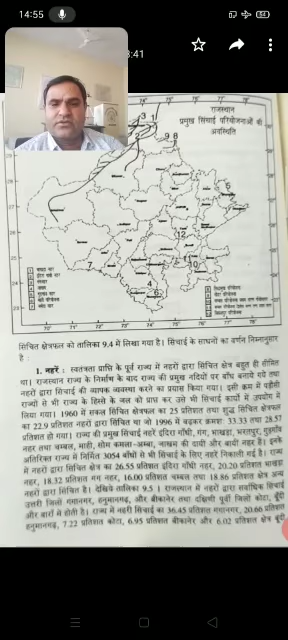 14:55
54
8:41
राजस्थान
प्रमुख सिंचाई परियोजनाओं की
अवस्थिति
सिंचित क्षेत्रफल को तालिका 9.4 में लिखा गया है। सिंचाई के साधनों का वर्णन निम्नानुसार
है :
1. नहरें : स्वतंत्रता प्राप्ति के पूर्व राज्य में नहरों द्वारा सिंचित क्षेत्र बहुत ही सीमित
था। राजस्थान राज्य के निर्माण के बाद राज्य की प्रमुख नदियों पर बाँध बनाये गये तथा
नहरों द्वारा सिंचाई की व्यापक व्यवस्था करने का प्रयास किया गया। इसी क्रम में पड़ौसी
राज्यों से भी राज्य के हिस्से के जल को प्राप्त कर, उसे भी सिंचाई कार्यों में उपयोग में
लिया गया। 1960 में सकल सिंचित क्षेत्रफल का 25 प्रतिशत तथा शुद्ध सिंचित क्षेत्रफल
का 22.9 प्रतिशत नहरों द्वारा सिंचित था जो 1996 में बढ़कर क्रमशः 33.33 तथा 28.57
प्रतिशत हो गया। राज्य की प्रमुख सिंचाई नहरें इंदिरा गाँधी, गंग, भाखड़ा, भरतपुर, गुड़गाँव
नहर तथा चम्बल, माही, सोम कमला-अम्बा, नाखम की दायीं और बायीं नहर हैं। इनके
अतिरिक्त राज्य में निर्मित 3054 बाँधों से भी सिंचाई के लिए नहरें निकाली गई है। राज्य
में नहरों द्वारा सिंचित क्षेत्र का 26.55 प्रतिशत इंदिरा गाँधी नहर, 20.20 प्रतिशत भाखड़ा
नहर, 18.32 प्रतिशत गंग नहर, 16.00 प्रतिशत चम्बल तथा 18.86 प्रतिशत क्षेत्र अन्य
नहरों द्वारा सिंचित है। देखिये तालिका 9.5 । राजस्थान में नहरों द्वारा सर्वाधिक सिंचाई
उत्तरी जिलों गंगानगर, हनुमानगढ़, और बीकानेर तथा दक्षिणी पूर्वी जिलों कोटा, बूँदी
और बारां में होती है। राज्य में नहरी सिंचाई का 36.45 प्रतिशत गंगानगर, 20.66 प्रतिशत
हनुमानगढ़, 7.22 प्रतिशत कोटा, 6.95 प्रतिशत बीकानेर और 6.02 प्रतिशत क्षेत्र बूंदी